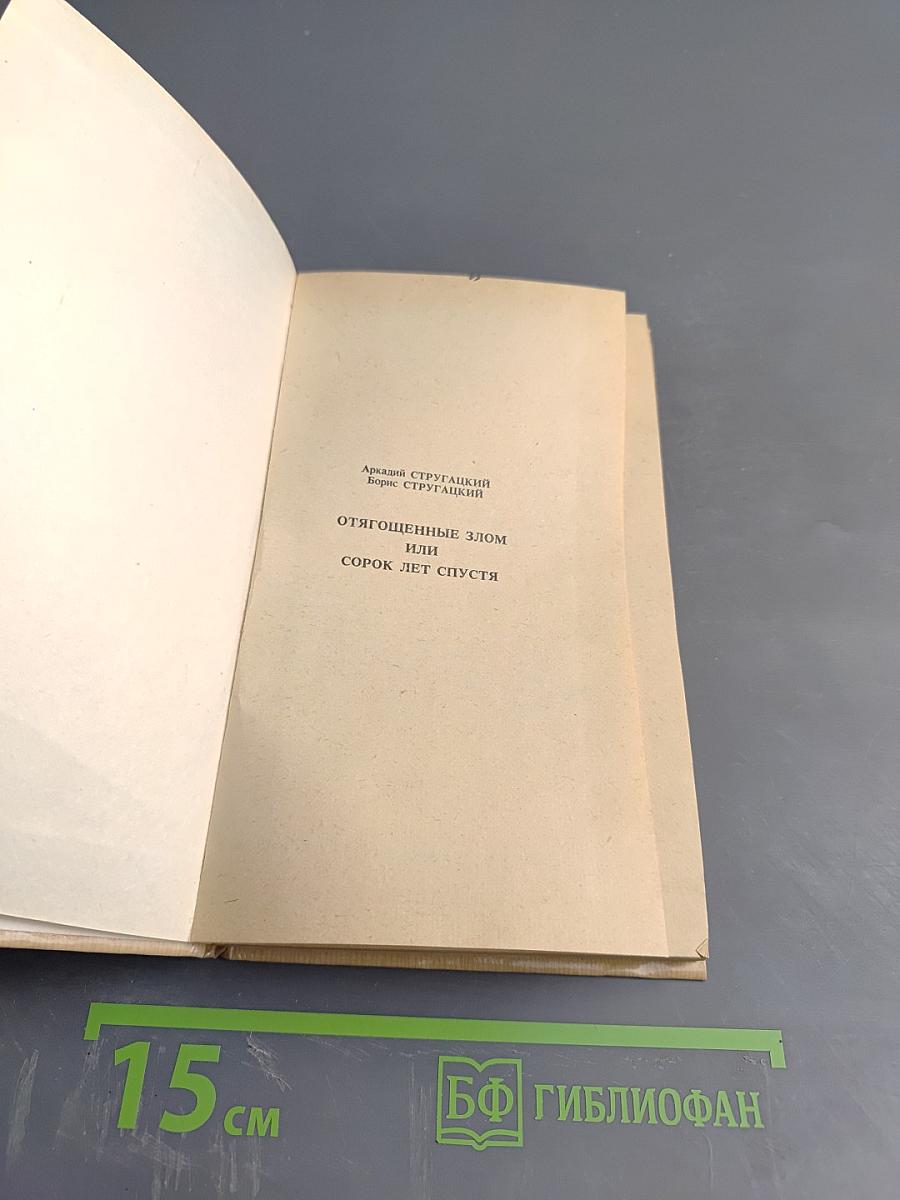 Аркадий СТРУГАЦКИЙ
Борис СТРУГАЦКИЙ
ОТЯГОЩЕННЫЕ ЗЛОМ
ИЛИ
СОРОК ЛЕТ СПУСТЯ
15 см
БФ ГИБЛИОФАН